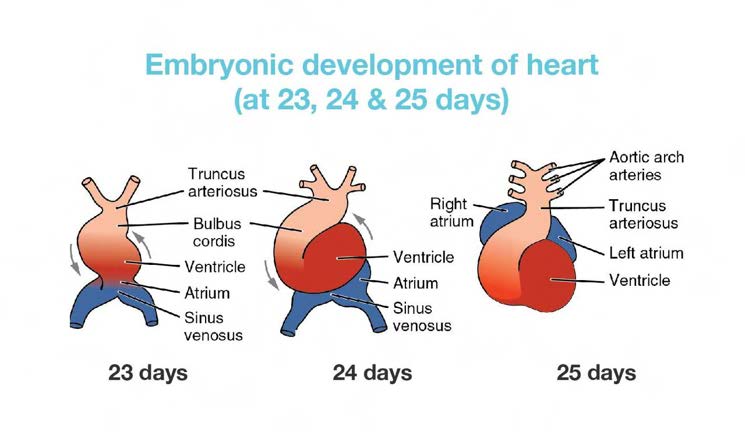 Embryonic development of heart
(at 23, 24 & 25 days)
Truncus
arteriosus
Bulbus
cordis
Ventricle
Atrium
Sinus
venosus
23 days
Ventricle
Atrium
Sinus
venosus
24 days
Right
atrium
Aortic arch
arteries
Truncus
arteriosus
Left atrium
Ventricle
25 days